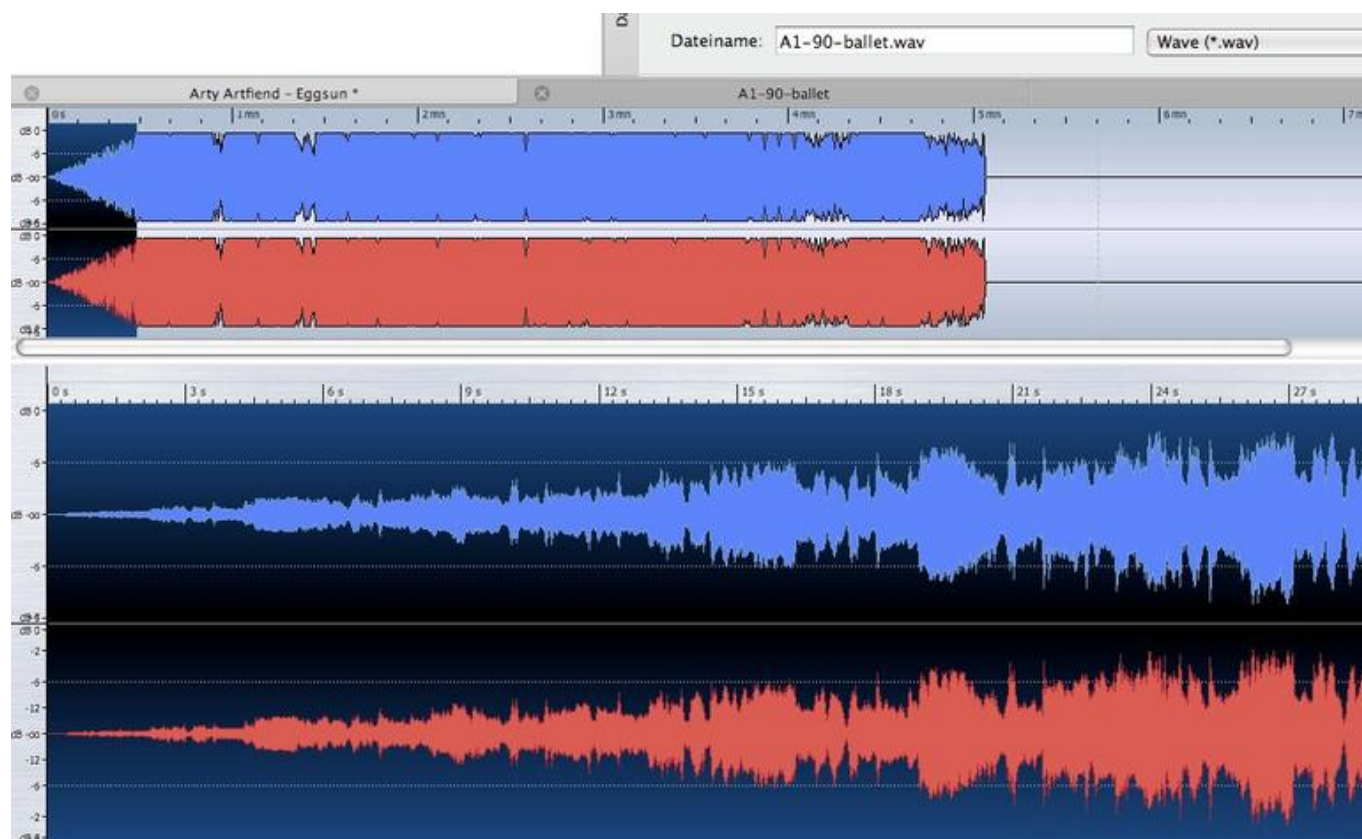 Dateiname: A1-90-ballet.wav Wave (*.wav)
Arty Artfiend - Eggsun * A1-90-ballet
0s 1mn 2mn 3mn 4mn 5mn 6mn
dB 0
-6
dB -oo
-6
dB 0
-6
dB -oo
-6
0 s 3 s 6 s 9 s 12 s 15 s 18 s 21 s 24 s 27 s
dB 0
-6
dB -oo
-6
dB 0
-2
-6
-12
dB -oo
-12
-6
-2